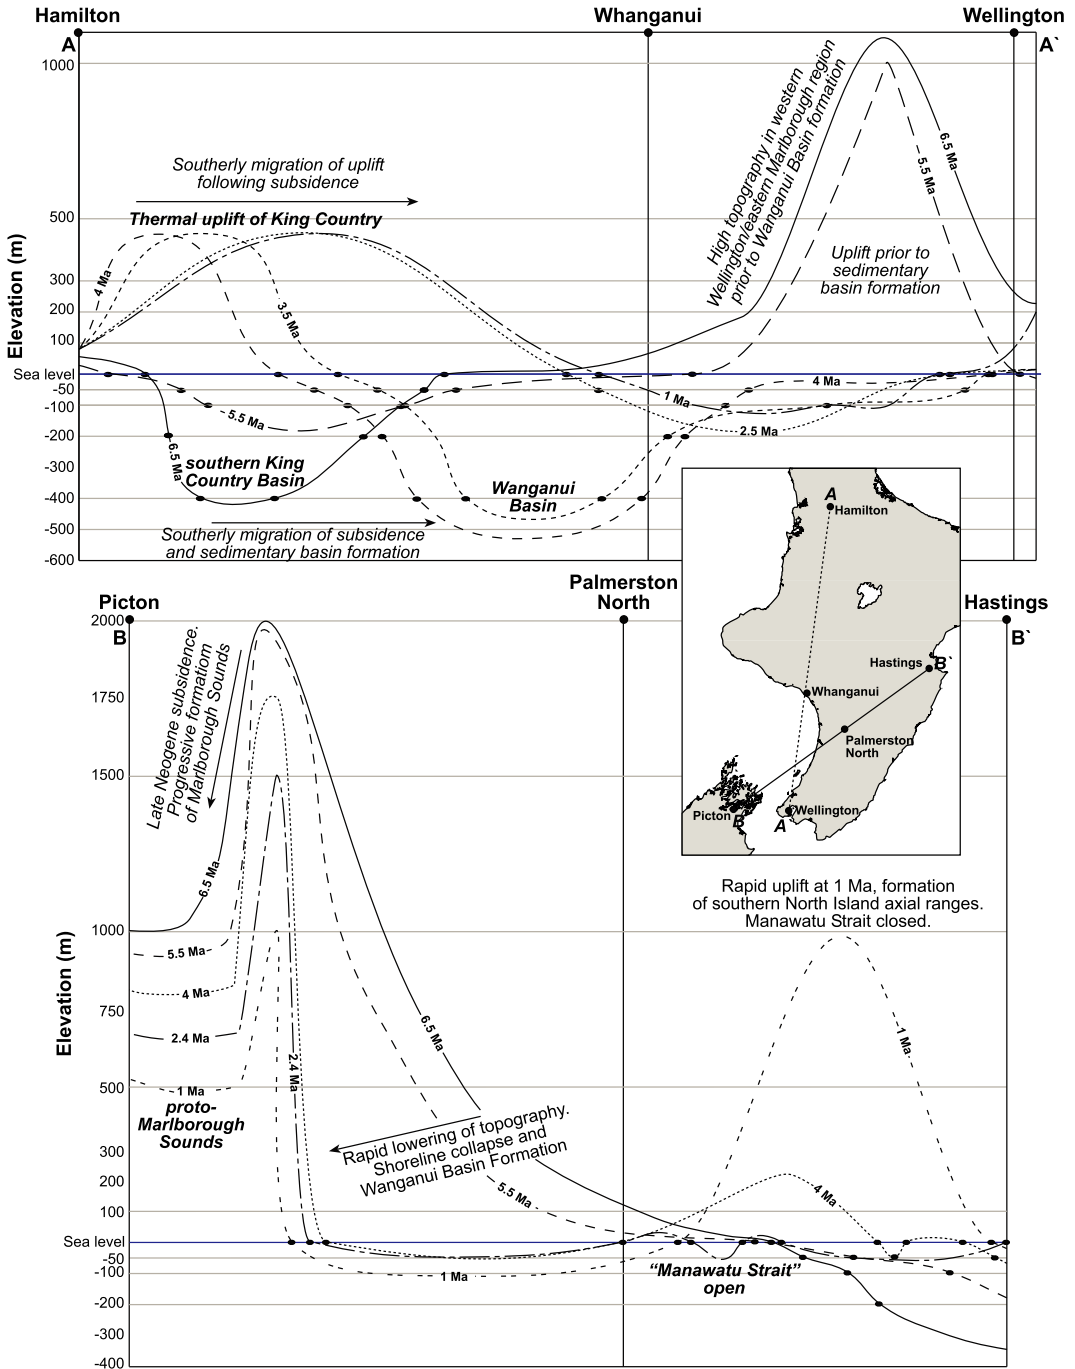 Hamilton
Whanganui
Wellington
A
A`
1000
500
300
200
100
Sea level
-50
-100
-200
-300
-400
-500
-600
Elevation (m)
Southerly migration of uplift
following subsidence
Thermal uplift of King Country
4 Ma
3.5 Ma
5.5 Ma
6.5 Ma
southern King
Country Basin
Southerly migration of subsidence
and sedimentary basin formation
Wanganui
Basin
High topography in western
Wellington/eastern Marlborough region
prior to Wanganui Basin formation
6.5 Ma
5.5 Ma
Uplift prior to
sedimentary
basin formation
4 Ma
1 Ma
2.5 Ma
A
Hamilton
Hastings
B`
Whanganui
Palmerston
North
Picton
B
A`
Wellington
Picton
Palmerston
North
Hastings
B
B`
2000
1750
1500
1000
750
500
300
200
100
Sea level
-50
-100
-200
-300
-400
Elevation (m)
Late Neogene subsidence.
Progressive formatiom
of Marlborough Sounds
6.5 Ma
5.5 Ma
4 Ma
2.4 Ma
1 Ma
proto-
Marlborough
Sounds
2.4 Ma
6.5 Ma
Rapid lowering of topography.
Shoreline collapse and
Wanganui Basin Formation
5.5 Ma
1 Ma
Rapid uplift at 1 Ma, formation
of southern North Island axial ranges.
Manawatu Strait closed.
1 Ma
4 Ma
“Manawatu Strait”
open